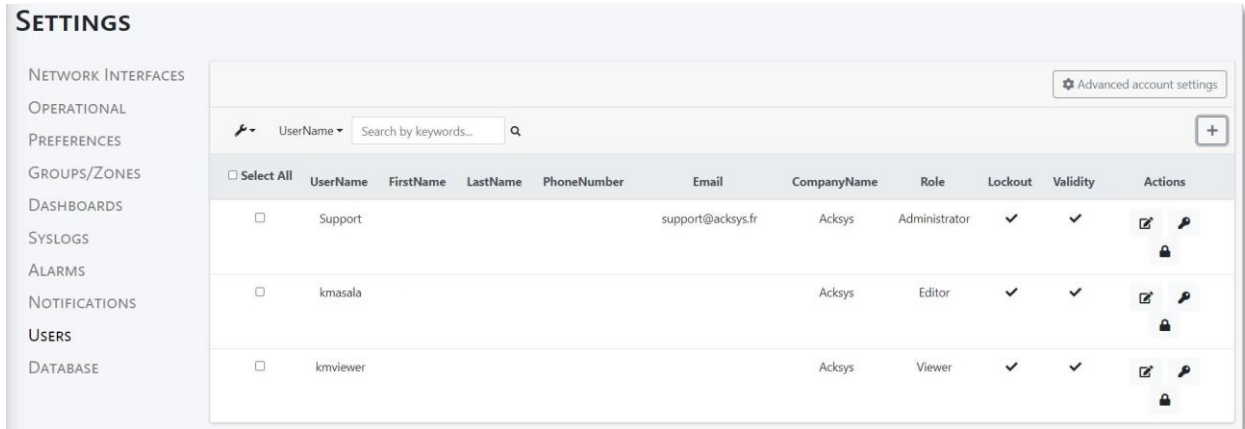 SETTINGS
NETWORK INTERFACES
OPERATIONAL
PREFERENCES
GROUPS/ZONES
DASHBOARDS
SYSLOGS
ALARMS
NOTIFICATIONS
USERS
DATABASE
Advanced account settings
UserName Search by keywords...
+
Select All UserName FirstName LastName PhoneNumber Email CompanyName Role Lockout Validity Actions
Support support@acksys.fr Acksys Administrator
kmasala Acksys Editor
kmviewer Acksys Viewer